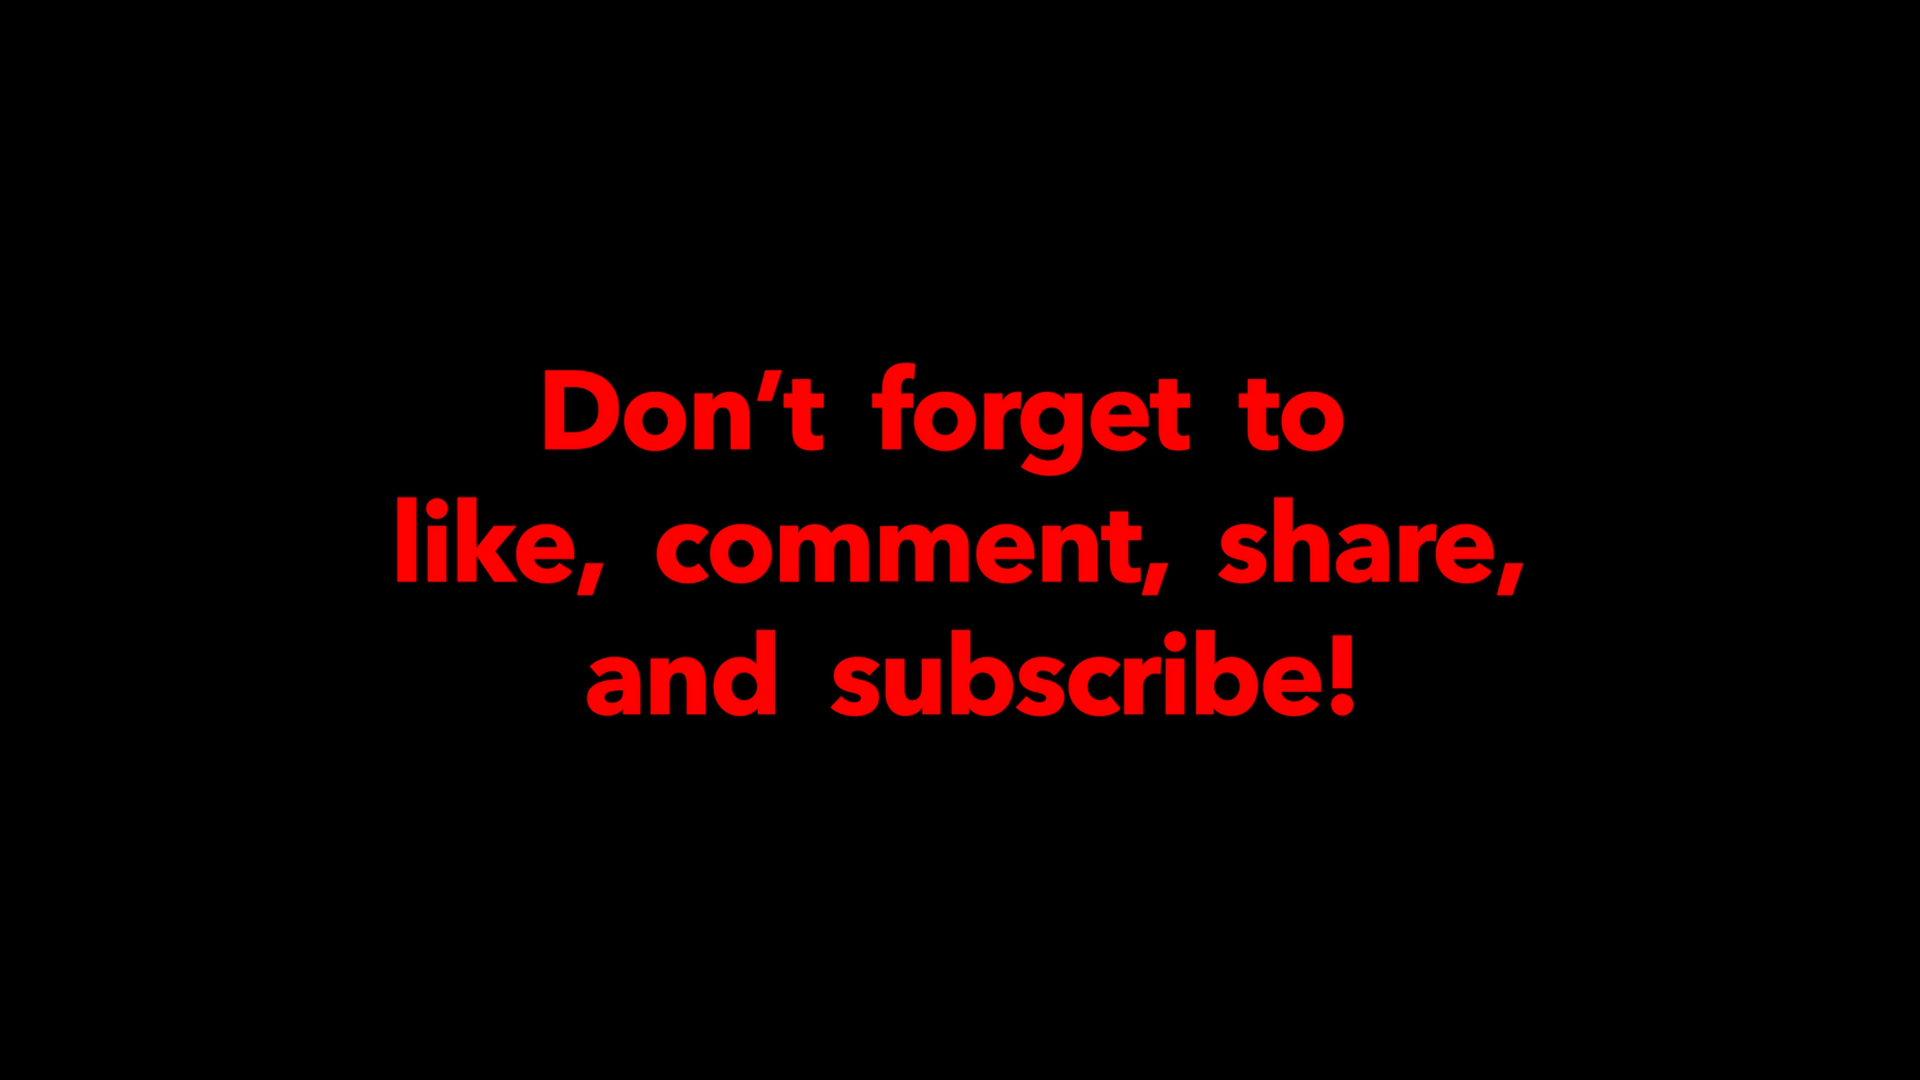 Don’t forget to
like, comment, share,
and subscribe!